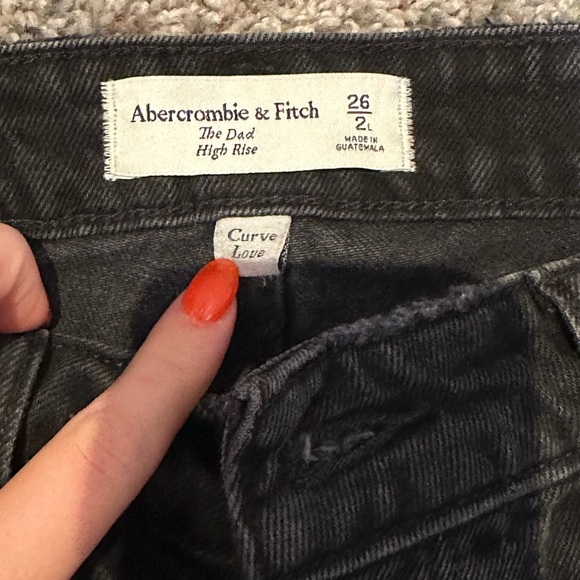 Abercrombie & Fitch
The Dad
High Rise
26
2L
MADE IN
GUATEMALA
Curve
Love